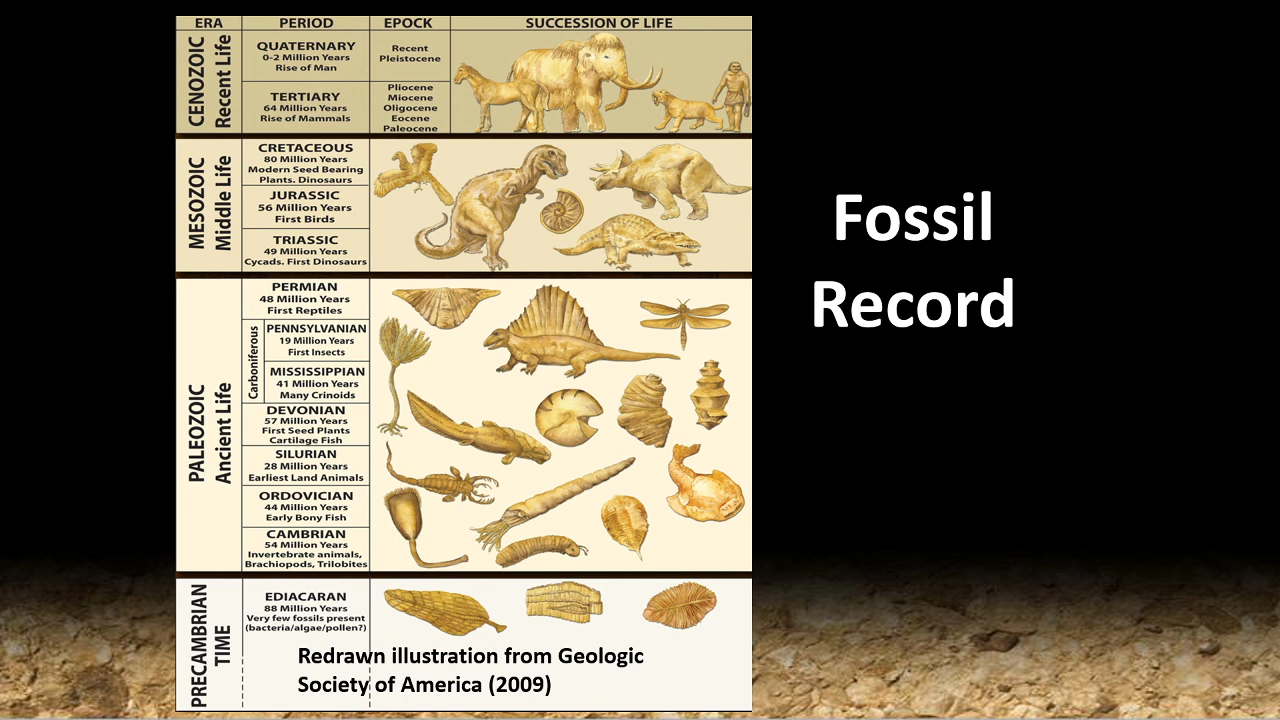 ERA PERIOD EPOCK SUCCESSION OF LIFE
CENOZOIC
Recent Life
QUATERNARY
0-2 Million Years
Rise of Man
Recent
Pleistocene
TERTIARY
64 Million Years
Rise of Mammals
Pliocene
Miocene
Oligocene
Eocene
Paleocene
MESOZOIC
Middle Life
CRETACEOUS
80 Million Years
Modern Seed Bearing
Plants. Dinosaurs
JURASSIC
56 Million Years
First Birds
TRIASSIC
49 Million Years
Cycads. First Dinosaurs
PALEOZOIC
Ancient Life
PERMIAN
48 Million Years
First Reptiles
Carboniferous
PENNSYLVANIAN
19 Million Years
First Insects
MISSISSIPPIAN
41 Million Years
Many Crinoids
DEVONIAN
57 Million Years
First Seed Plants
Cartilage Fish
SILURIAN
28 Million Years
Earliest Land Animals
ORDOVICIAN
44 Million Years
Early Bony Fish
CAMBRIAN
54 Million Years
Invertebrate animals,
Brachiopods, Trilobites
PRECAMBRIAN
TIME
EDIACARAN
88 Million Years
Very few fossils present
(bacteria/algae/pollen?)
Redrawn illustration from Geologic
Society of America (2009)
Fossil
Record